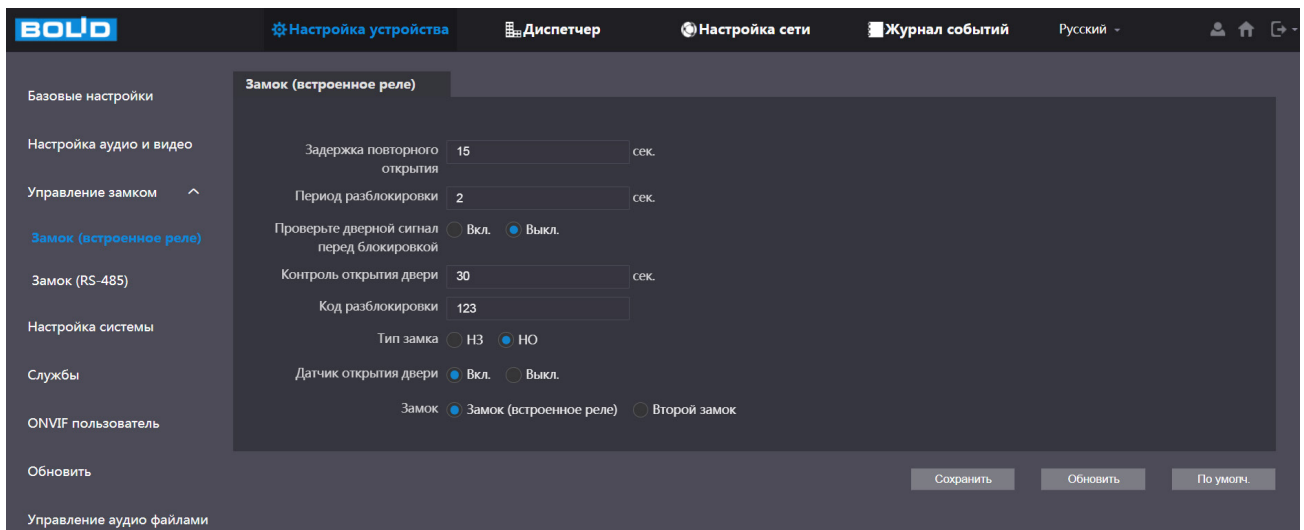 BOLID
Настройка устройства
Диспетчер
Настройка сети
Журнал событий
Русский
Базовые настройки
Настройка аудио и видео
Управление замком
Замок (встроенное реле)
Замок (RS-485)
Настройка системы
Службы
ONVIF пользователь
Обновить
Управление аудио файлами
Замок (встроенное реле)
Задержка повторного
открытия
15 сек.
Период разблокировки 2 сек.
Проверьте дверной сигнал
перед блокировкой
Вкл. Выкл.
Контроль открытия двери 30 сек.
Код разблокировки 123
Тип замка НЗ НО
Датчик открытия двери Вкл. Выкл.
Замок Замок (встроенное реле) Второй замок
Сохранить Обновить По умолч.